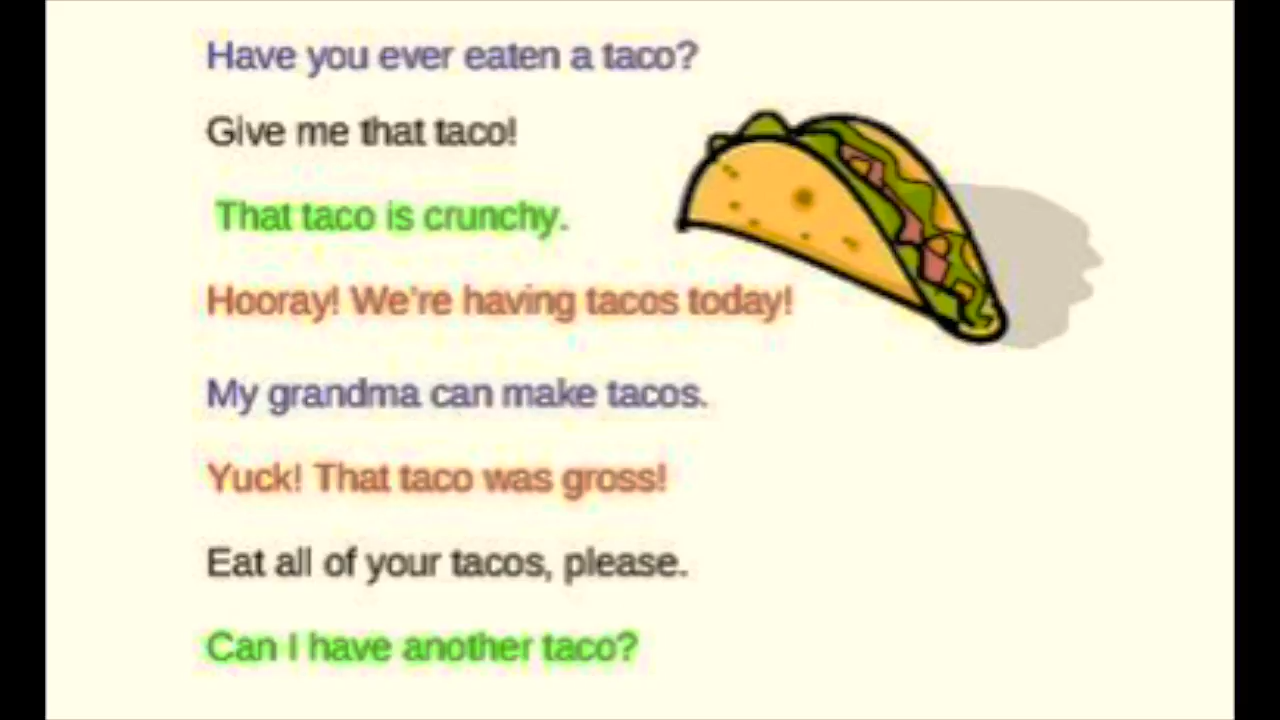 Have you ever eaten a taco?
Give me that taco!
That taco is crunchy.
Hooray! We're having tacos today!
My grandma can make tacos.
Yuck! That taco was gross!
Eat all of your tacos, please.
Can I have another taco?